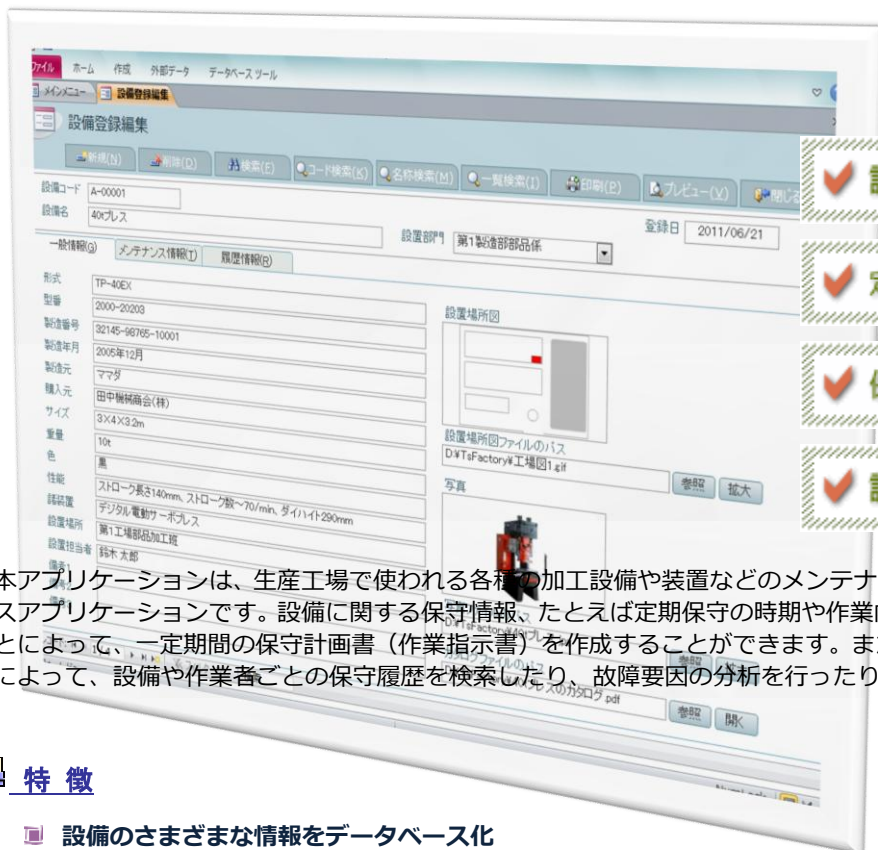 ファイル ホーム 作成 外部データ データベース ツール
メインメニュー 設備登録編集
設備登録編集
新規(N) 削除(D) 検索(F) コード検索(K) 名称検索(M) 一覧検索(I) 印刷(P) プレビュー(V) 閉じる
設備コード A-00001
設備名 40tプレス 設置部門 第1製造部部品係 登録日 2011/06/21
一般情報(G) メンテナンス情報(T) 履歴情報(R)
形式 TP-40EX
型番 2000-20203
製造番号 32145-98765-10001
製造年月 2005年12月
製造元 ママダ
購入元 田中機械商会(株)
サイズ 3×4×3.2m
重量 10t
色 黒
性能 ストローク長さ140mm、ストローク数～70/min、ダイハイト290mm
諸装置 デジタル電動サーボプレス
設置場所 第1工場部品加工班
設置担当者 鈴木 太郎
備考1
設置場所図
設置場所図ファイルのパス
D:¥TsFactory¥工場図1.gif
参照 拡大
写真
定
本アプリケーションは、生産工場で使われる各種の加工設備や装置などのメンテナ
スアプリケーションです。設備に関する保守情報、たとえば定期保守の時期や作業
とによって、一定期間の保守計画書（作業指示書）を作成することができます。ま
によって、設備や作業者ごとの保守履歴を検索したり、故障要因の分析を行ったり
参照 開く
特 徴
設備のさまざまな情報をデータベース化